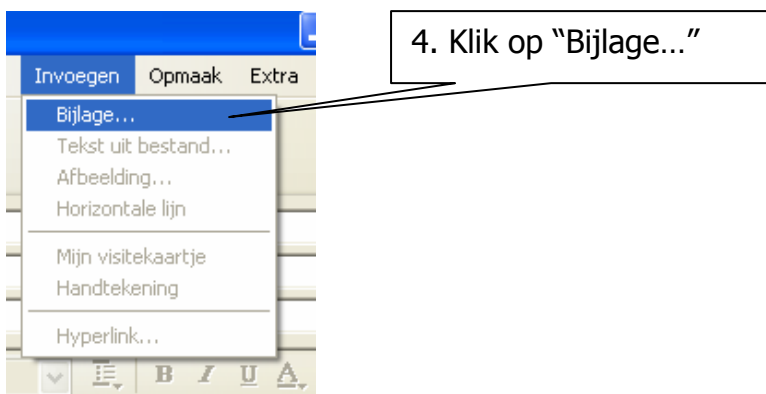 4. Klik op “Bijlage…”
Invoegen Opmaak Extra
Bijlage...
Tekst uit bestand...
Afbeelding...
Horizontale lijn
Mijn visitekaartje
Handtekening
Hyperlink...
B I U A